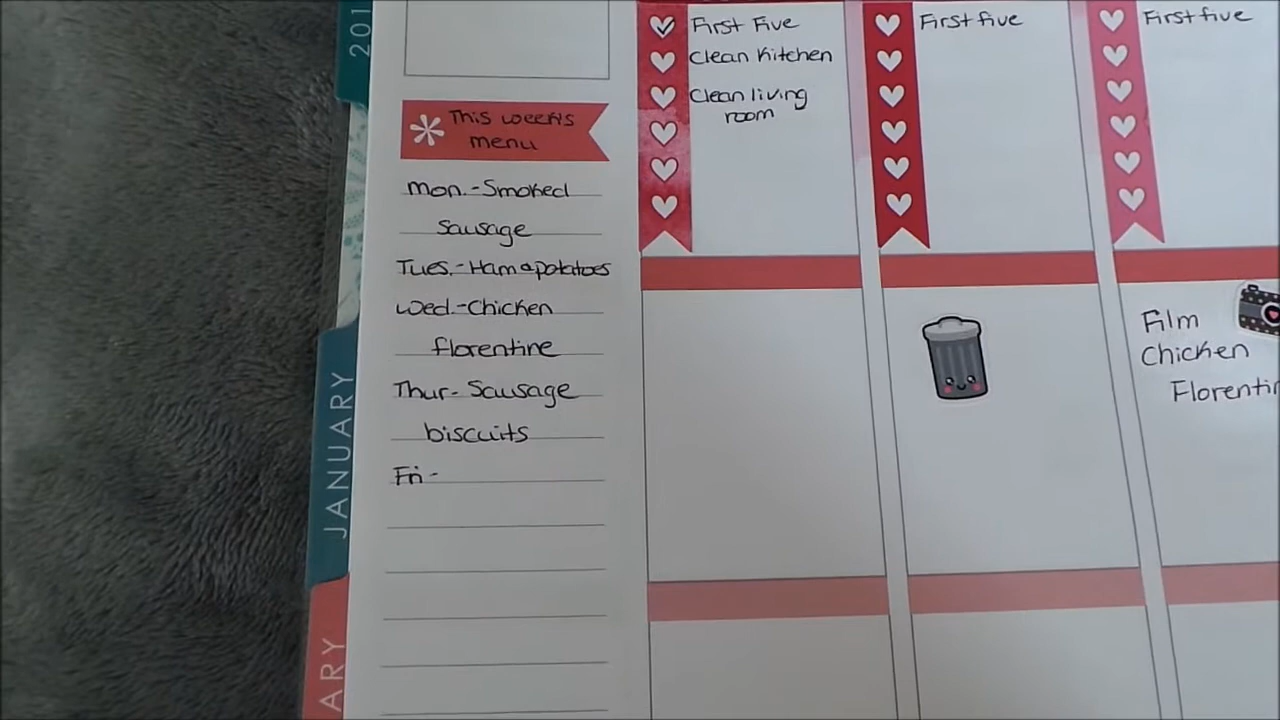 201
JANUARY
ARY
This week's
menu
Mon.-Smoked
Sausage
Tues.-Ham & potatoes
Wed.-Chicken
florentine
Thur- Sausage
biscuits
Fri-
First Five
Clean Kitchen
Clean living
room
First five
First five
Film
Chicken
Florentin